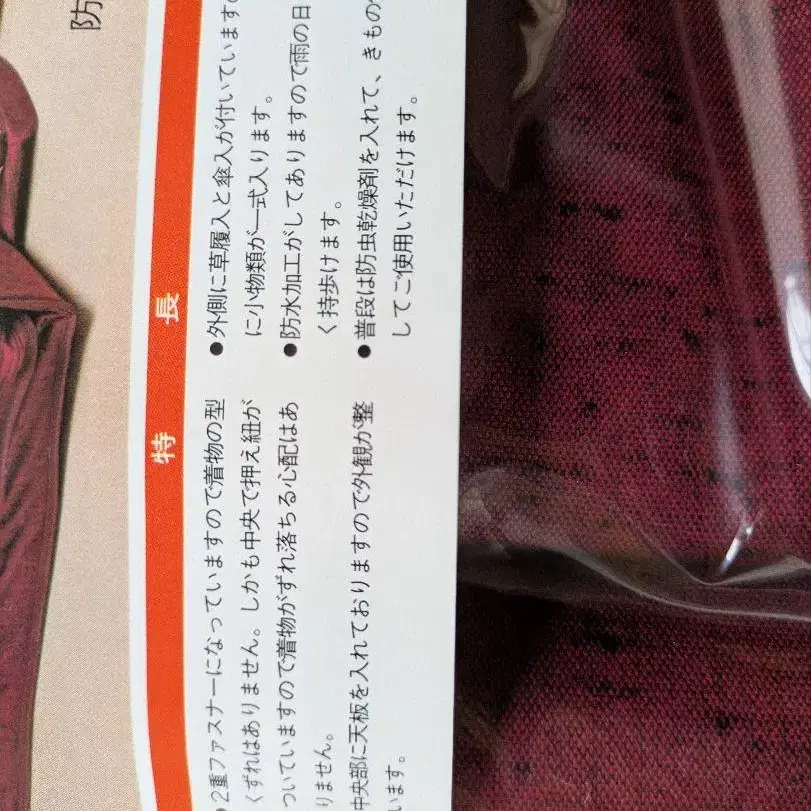 防
特長
2重ファスナーになっていますので着物の型
くずれはありません。しかも中央で押え紐が
ついていますので着物がずれ落ちる心配はあ
りません。
中央部に天板を入れておりますので外観が整
います。
●外側に草履入と傘入が付いています
に小物類が一式入ります。
●防水加工がしてありますので雨の日
く持歩けます。
●普段は防虫乾燥剤を入れて、きもの
してご使用いただけます。